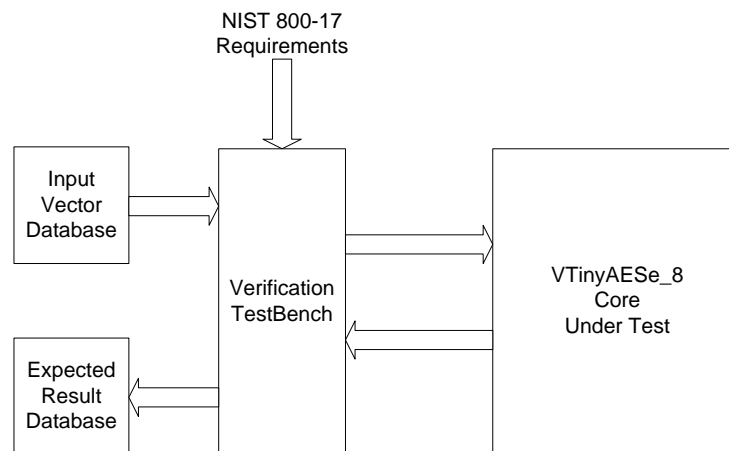 NIST 800-17
Requirements
Input
Vector
Database
Verification
TestBench
VTinyAESe_8
Core
Under Test
Expected
Result
Database